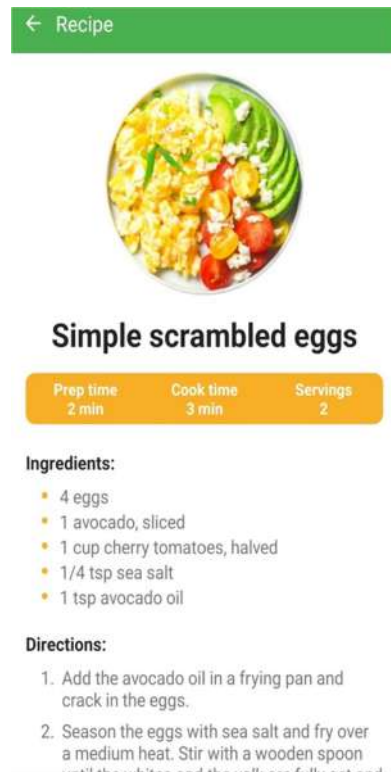 ← Recipe
Simple scrambled eggs
Prep time
Cook time
Servings
2 min
3 min
2
Ingredients:
• 4 eggs
• 1 avocado, sliced
• 1 cup cherry tomatoes, halved
• 1/4 tsp sea salt
• 1 tsp avocado oil
Directions:
1. Add the avocado oil in a frying pan and
crack in the eggs.
2. Season the eggs with sea salt and fry over
a medium heat. Stir with a wooden spoon